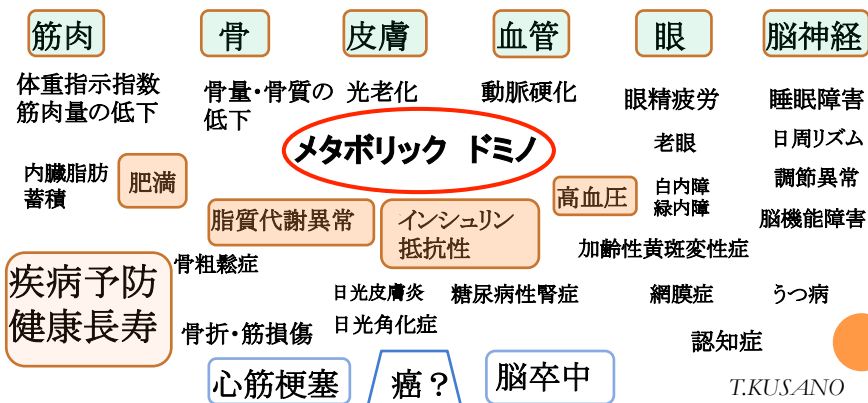 筋肉
骨
皮膚
血管
眼
脳神経
体重指示指数
筋肉量の低下
骨量・骨質の
低下
光老化
動脈硬化
眼精疲労
睡眠障害
メタボリック ドミノ
老眼
日周リズム
内臓脂肪
蓄積
肥満
高血圧
白内障
緑内障
調節異常
脂質代謝異常
インシュリン
抵抗性
脳機能障害
加齢性黄斑変性症
疾病予防
健康長寿
骨粗鬆症
日光皮膚炎
糖尿病性腎症
網膜症
うつ病
骨折・筋損傷
日光角化症
認知症
心筋梗塞
癌？
脳卒中
T.KUSANO